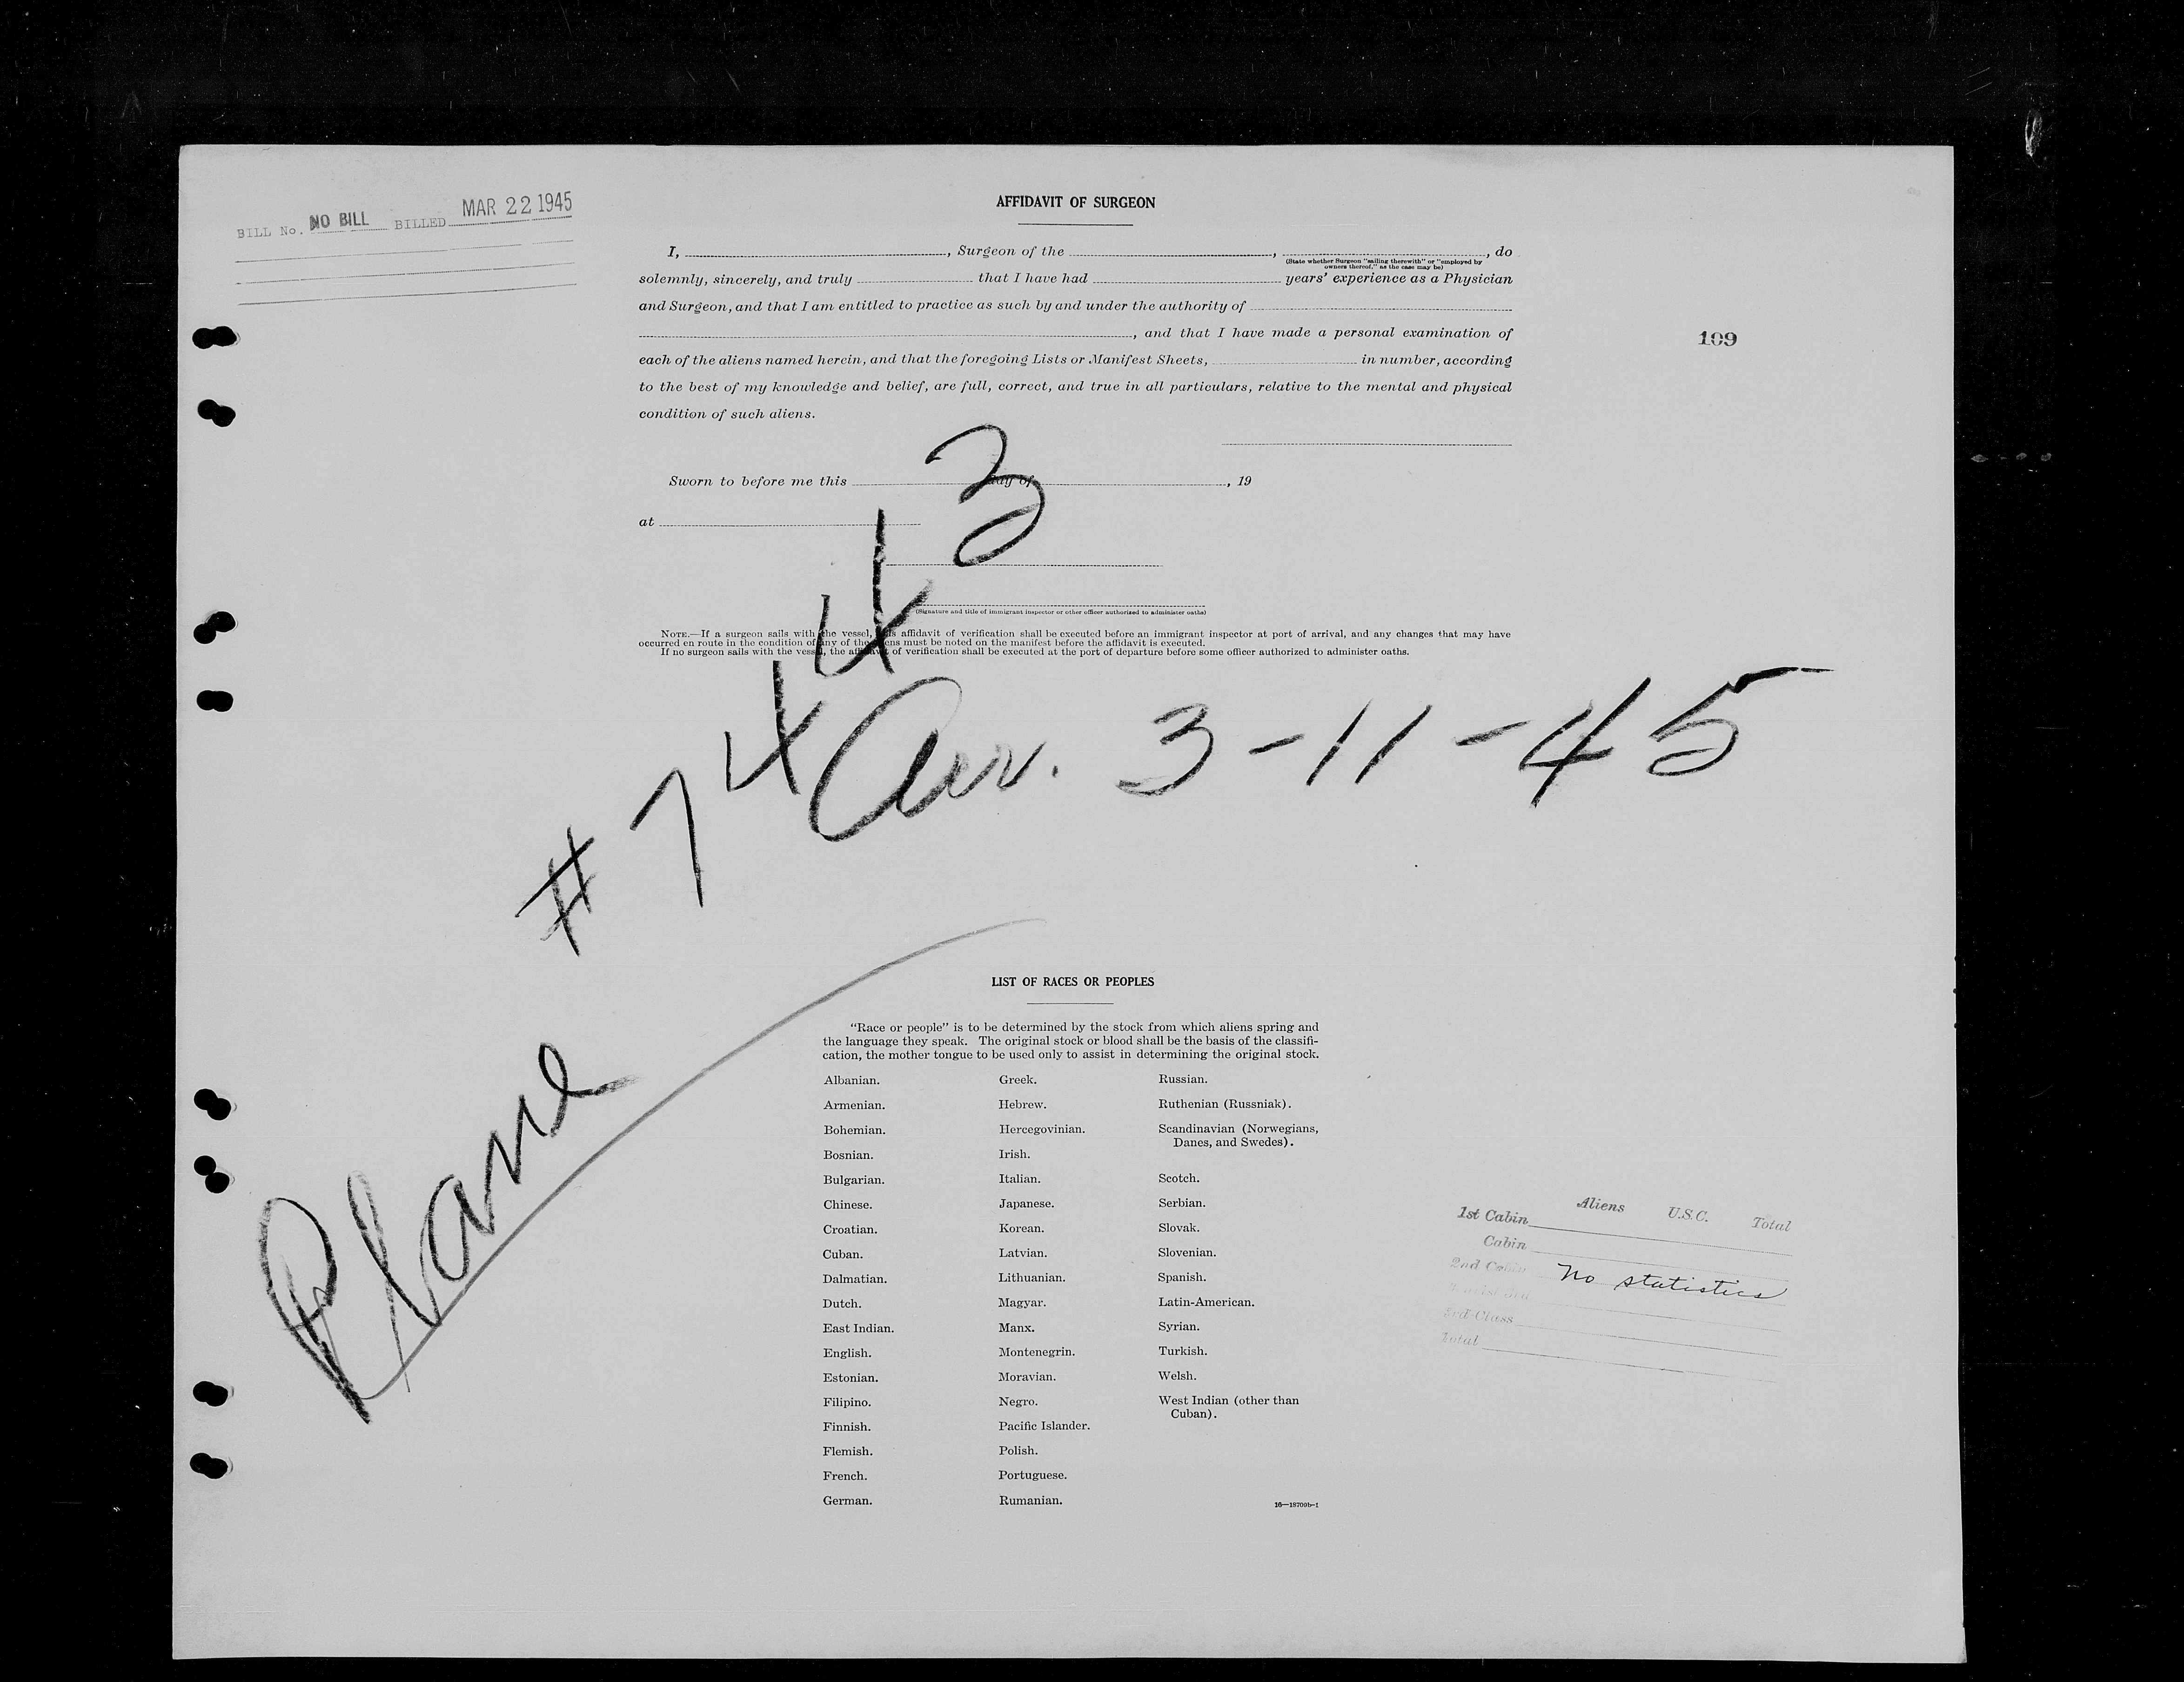 BILL No. NO BILL BILLED MAR 22 1945
AFFIDAVIT OF SURGEON
I, , Surgeon of the , , do
(State whether Surgeon "sailing therewith" or "employed by
owners thereof," as the case may be)
solemnly, sincerely, and truly that I have had years' experience as a Physician
and Surgeon, and that I am entitled to practice as such by and under the authority of
, and that I have made a personal examination of
109
each of the aliens named herein, and that the foregoing Lists or Manifest Sheets, in number, according
to the best of my knowledge and belief, are full, correct, and true in all particulars, relative to the mental and physical
condition of such aliens.
Sworn to before me this day of , 19
at
(Signature and title of immigrant inspector or other officer authorized to administer oaths)
NOTE.—If a surgeon sails with the vessel, this affidavit of verification shall be executed before an immigrant inspector at port of arrival, and any changes that may have
occurred en route in the condition of any of the aliens must be noted on the manifest before the affidavit is executed.
If no surgeon sails with the vessel, the affidavit of verification shall be executed at the port of departure before some officer authorized to administer oaths.
Plane # 7443
Arr. 3-11-45
LIST OF RACES OR PEOPLES
"Race or people" is to be determined by the stock from which aliens spring and
the language they speak. The original stock or blood shall be the basis of the classifi-
cation, the mother tongue to be used only to assist in determining the original stock.
Albanian.
Armenian.
Bohemian.
Bosnian.
Bulgarian.
Chinese.
Croatian.
Cuban.
Dalmatian.
Dutch.
East Indian.
English.
Estonian.
Filipino.
Finnish.
Flemish.
French.
German.
Greek.
Hebrew.
Hercegovinian.
Irish.
Italian.
Japanese.
Korean.
Latvian.
Lithuanian.
Magyar.
Manx.
Montenegrin.
Moravian.
Negro.
Pacific Islander.
Polish.
Portuguese.
Rumanian.
Russian.
Ruthenian (Russniak).
Scandinavian (Norwegians,
Danes, and Swedes).
Scotch.
Serbian.
Slovak.
Slovenian.
Spanish.
Latin-American.
Syrian.
Turkish.
Welsh.
West Indian (other than
Cuban).
16—18700b-1
Aliens U.S.C. Total
1st Cabin
Cabin
2nd Cabin
No statistics
3rd Class
Total